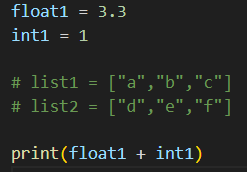 float1 = 3.3
int1 = 1
# list1 = ["a","b","c"]
# list2 = ["d","e","f"]
print(float1 + int1)